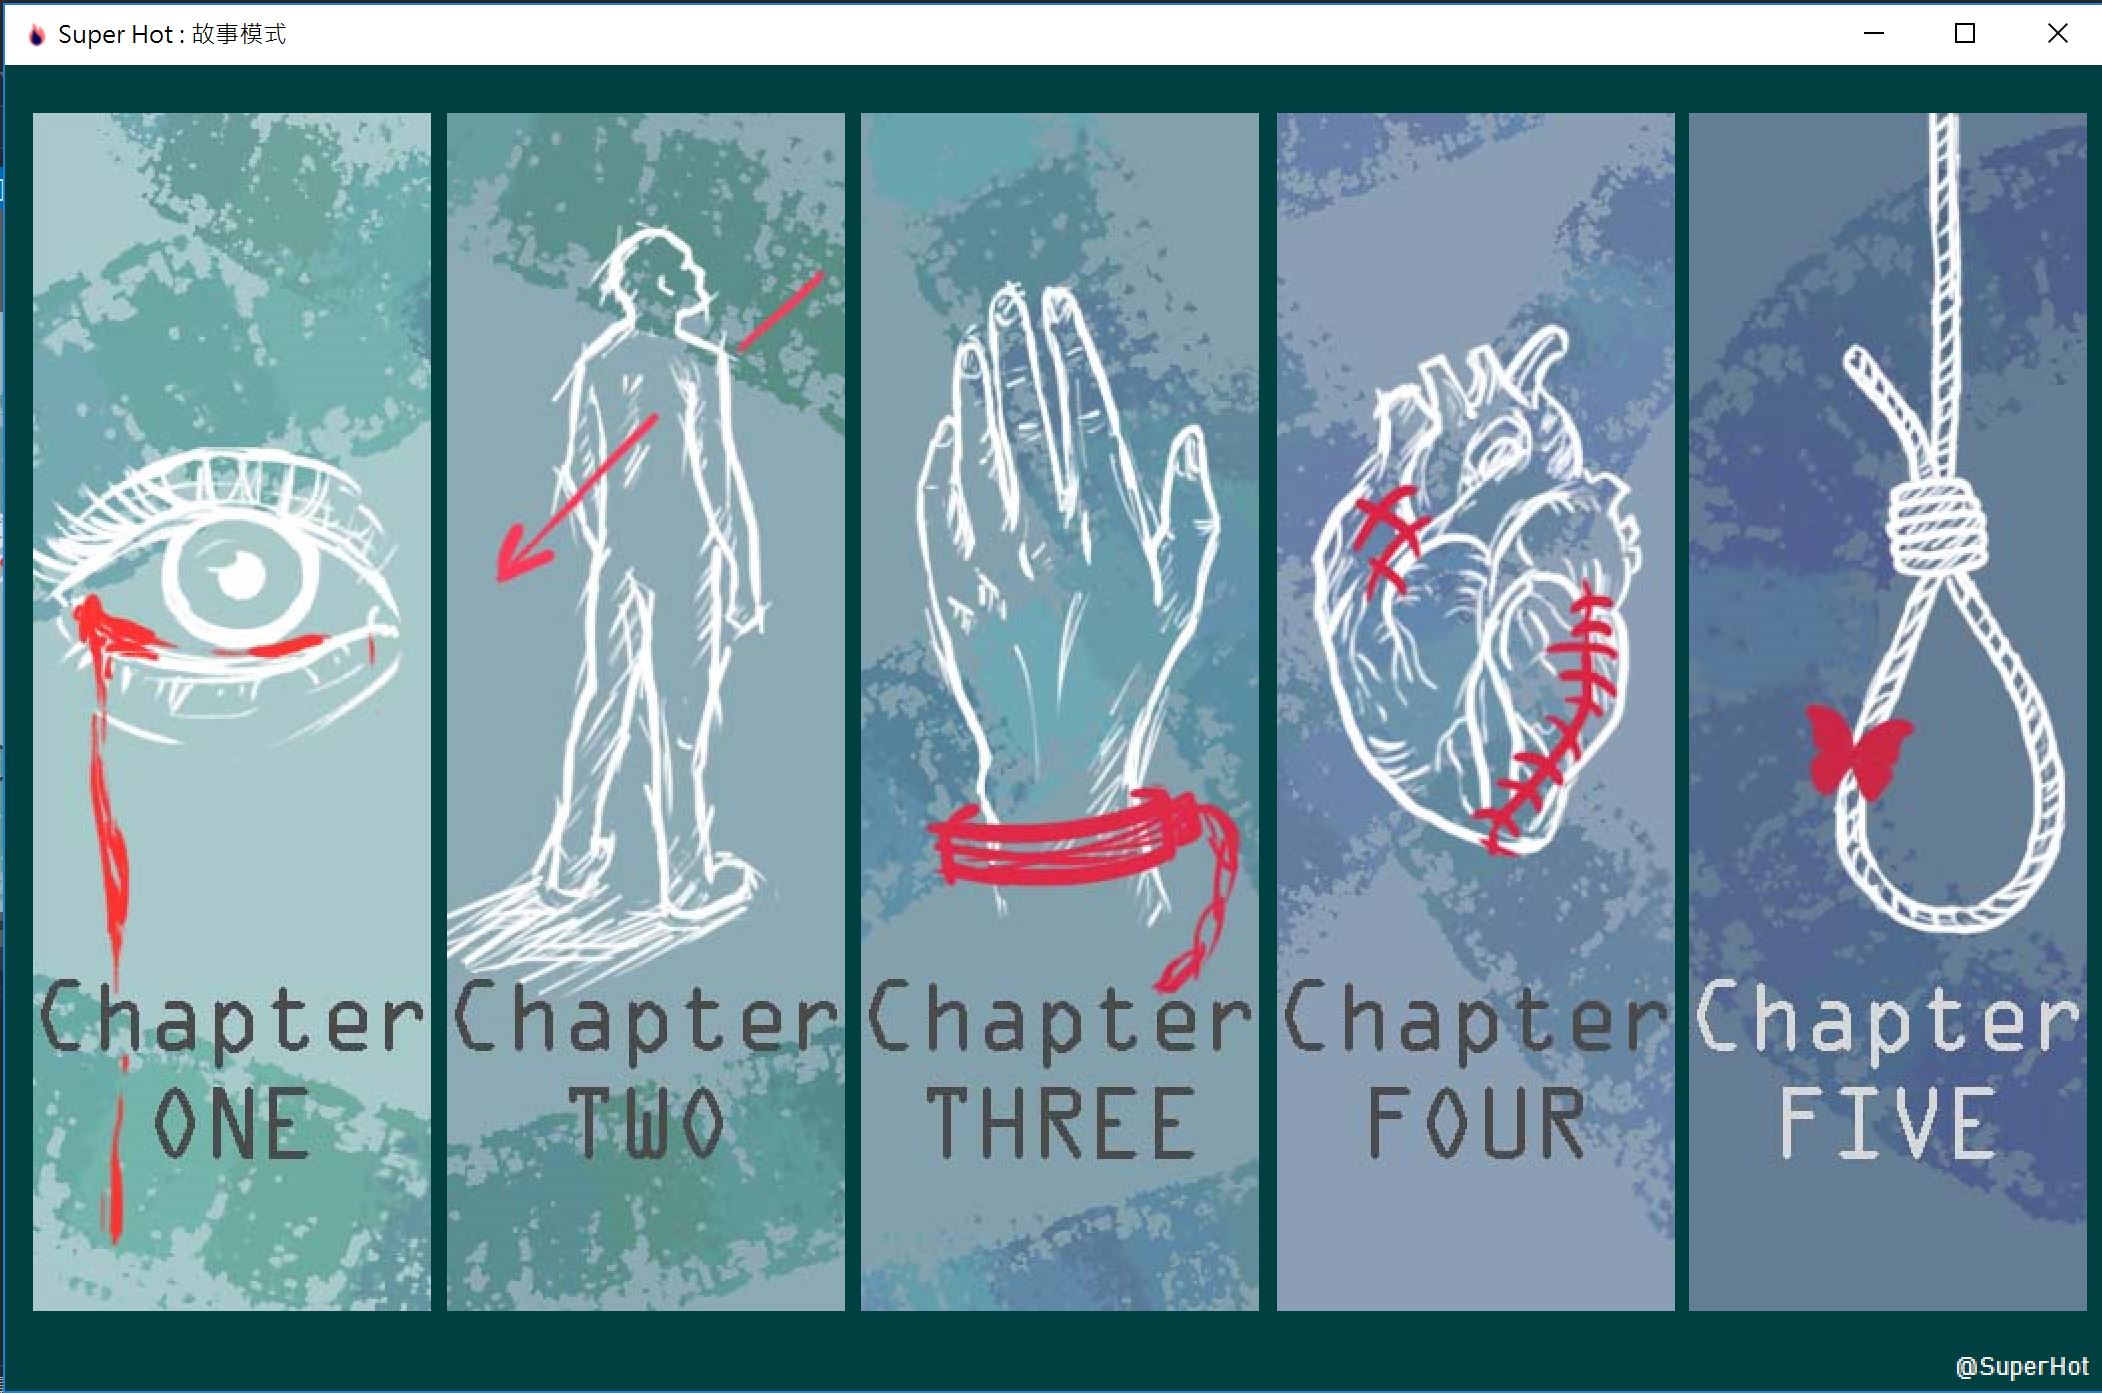 Super Hot : 故事模式
Chapter
ONE
Chapter
TWO
Chapter
THREE
Chapter
FOUR
Chapter
FIVE
@SuperHot